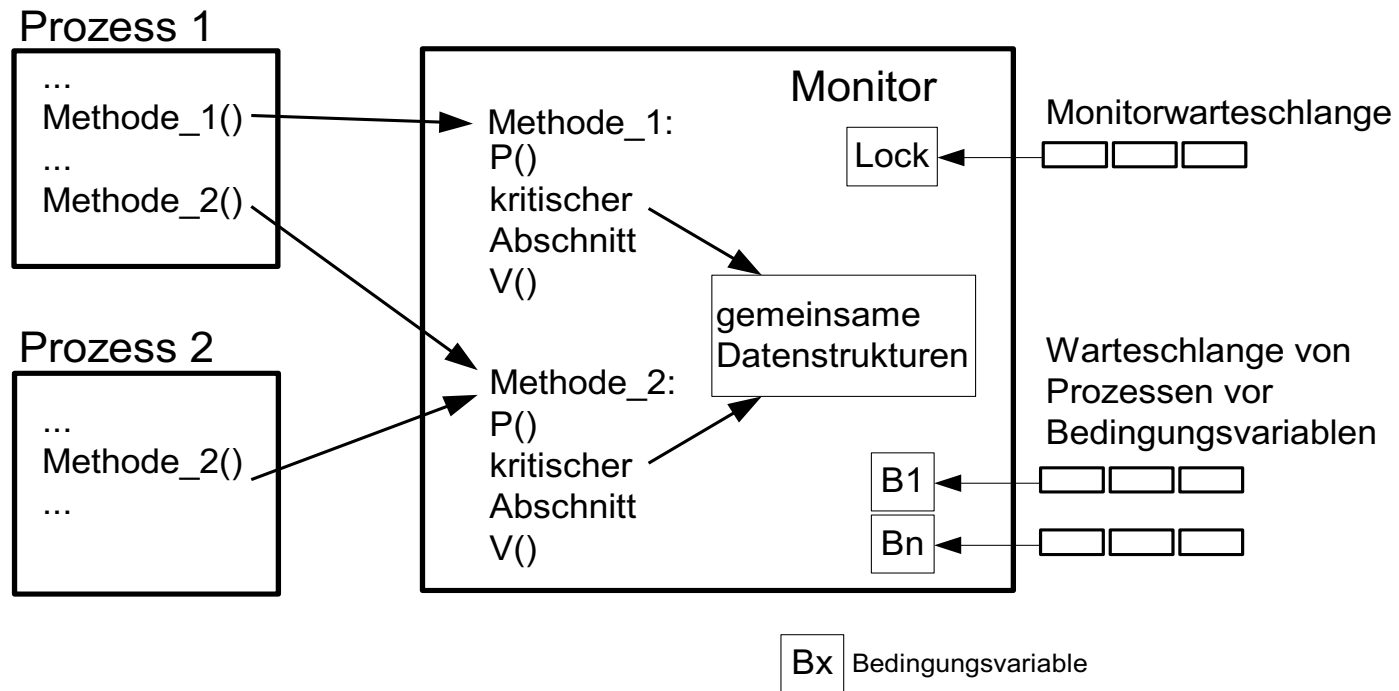 Prozess 1
...
Methode_1()
...
Methode_2()
Prozess 2
...
Methode_2()
...
Monitor
Methode_1:
P()
kritischer
Abschnitt
V()
Methode_2:
P()
kritischer
Abschnitt
V()
Lock
gemeinsame
Datenstrukturen
B1
Bn
Monitorwarteschlange
Warteschlange von
Prozessen vor
Bedingungsvariablen
Bx
Bedingungsvariable